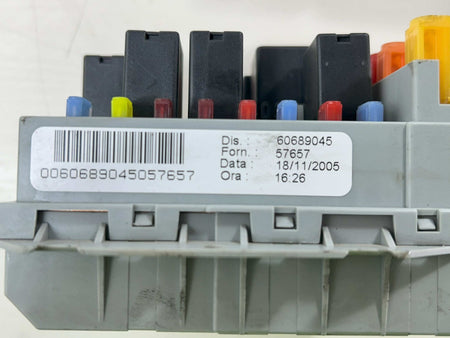 Dis. : 60689045
Forn. : 57657
Data : 18/11/2005
Ora : 16:26
0060689045057657